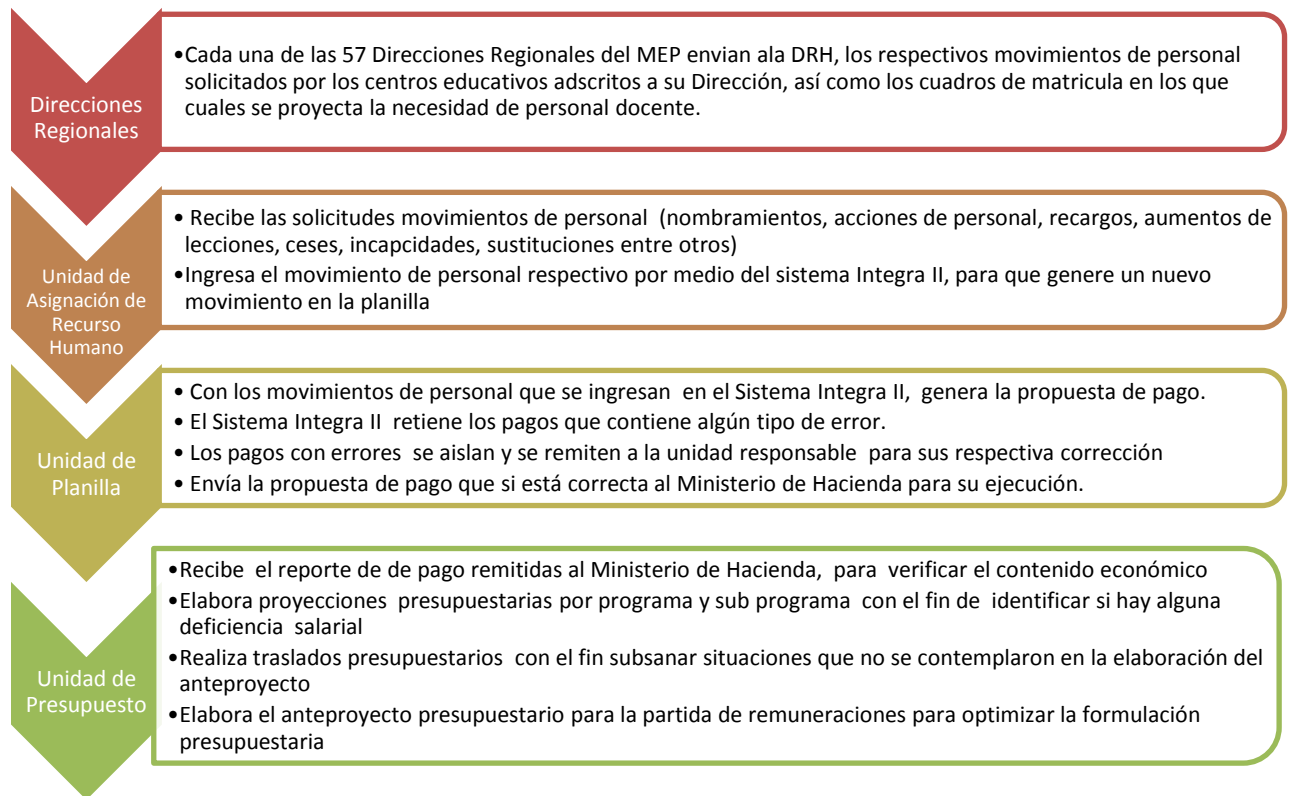 Direcciones
Regionales
•Cada una de las 57 Direcciones Regionales del MEP envian ala DRH, los respectivos movimientos de personal
solicitados por los centros educativos adscritos a su Dirección, así como los cuadros de matricula en los que
cuales se proyecta la necesidad de personal docente.
Unidad de
Asignación de
Recurso
Humano
• Recibe las solicitudes movimientos de personal (nombramientos, acciones de personal, recargos, aumentos de
lecciones, ceses, incapcidades, sustituciones entre otros)
•Ingresa el movimiento de personal respectivo por medio del sistema Integra II, para que genere un nuevo
movimiento en la planilla
Unidad de
Planilla
• Con los movimientos de personal que se ingresan en el Sistema Integra II, genera la propuesta de pago.
• El Sistema Integra II retiene los pagos que contiene algún tipo de error.
• Los pagos con errores se aislan y se remiten a la unidad responsable para sus respectiva corrección
• Envía la propuesta de pago que si está correcta al Ministerio de Hacienda para su ejecución.
Unidad de
Presupuesto
•Recibe el reporte de de pago remitidas al Ministerio de Hacienda, para verificar el contenido económico
•Elabora proyecciones presupuestarias por programa y sub programa con el fin de identificar si hay alguna
deficiencia salarial
•Realiza traslados presupuestarios con el fin subsanar situaciones que no se contemplaron en la elaboración del
anteproyecto
•Elabora el anteproyecto presupuestario para la partida de remuneraciones para optimizar la formulación
presupuestaria